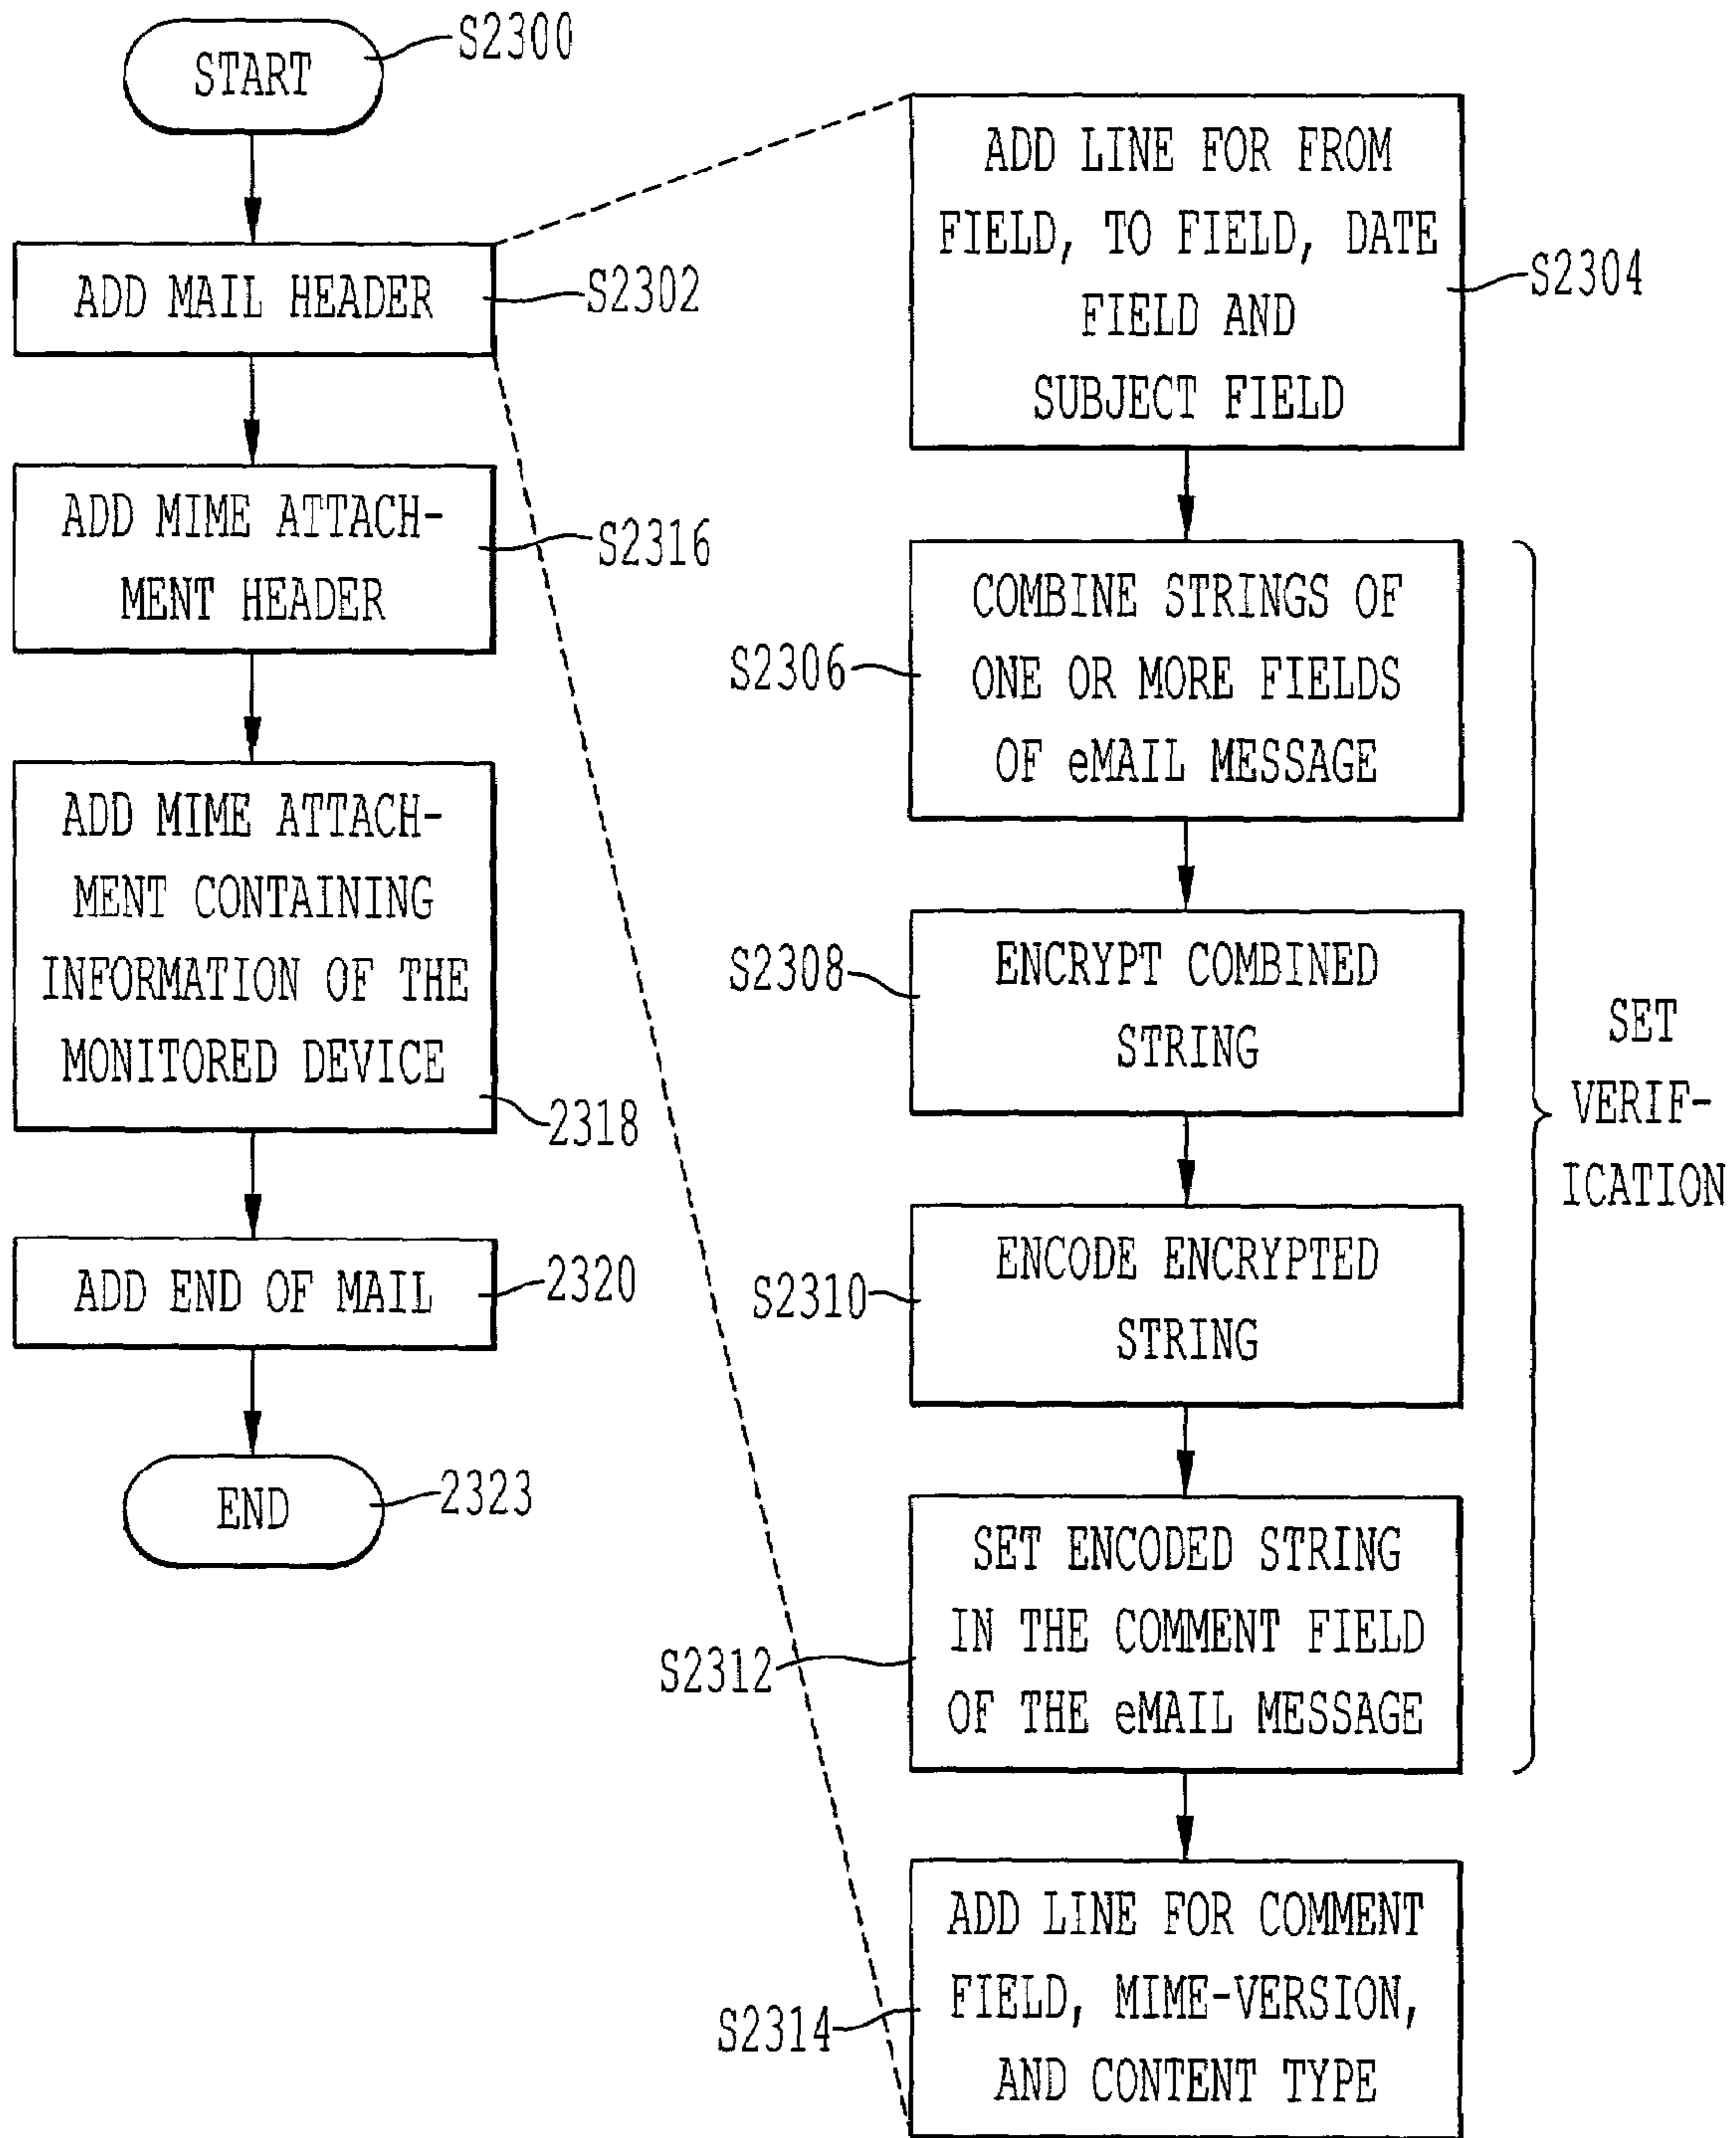 START
S2300
ADD MAIL HEADER
S2302
ADD MIME ATTACH-
MENT HEADER
S2316
ADD MIME ATTACH-
MENT CONTAINING
INFORMATION OF THE
MONITORED DEVICE
2318
ADD END OF MAIL
2320
END
2323
ADD LINE FOR FROM
FIELD, TO FIELD, DATE
FIELD AND
SUBJECT FIELD
S2304
COMBINE STRINGS OF
ONE OR MORE FIELDS
OF eMAIL MESSAGE
S2306
ENCRYPT COMBINED
STRING
S2308
ENCODE ENCRYPTED
STRING
S2310
SET ENCODED STRING
IN THE COMMENT FIELD
OF THE eMAIL MESSAGE
S2312
SET
VERIF-
ICATION
ADD LINE FOR COMMENT
FIELD, MIME-VERSION,
AND CONTENT TYPE
S2314